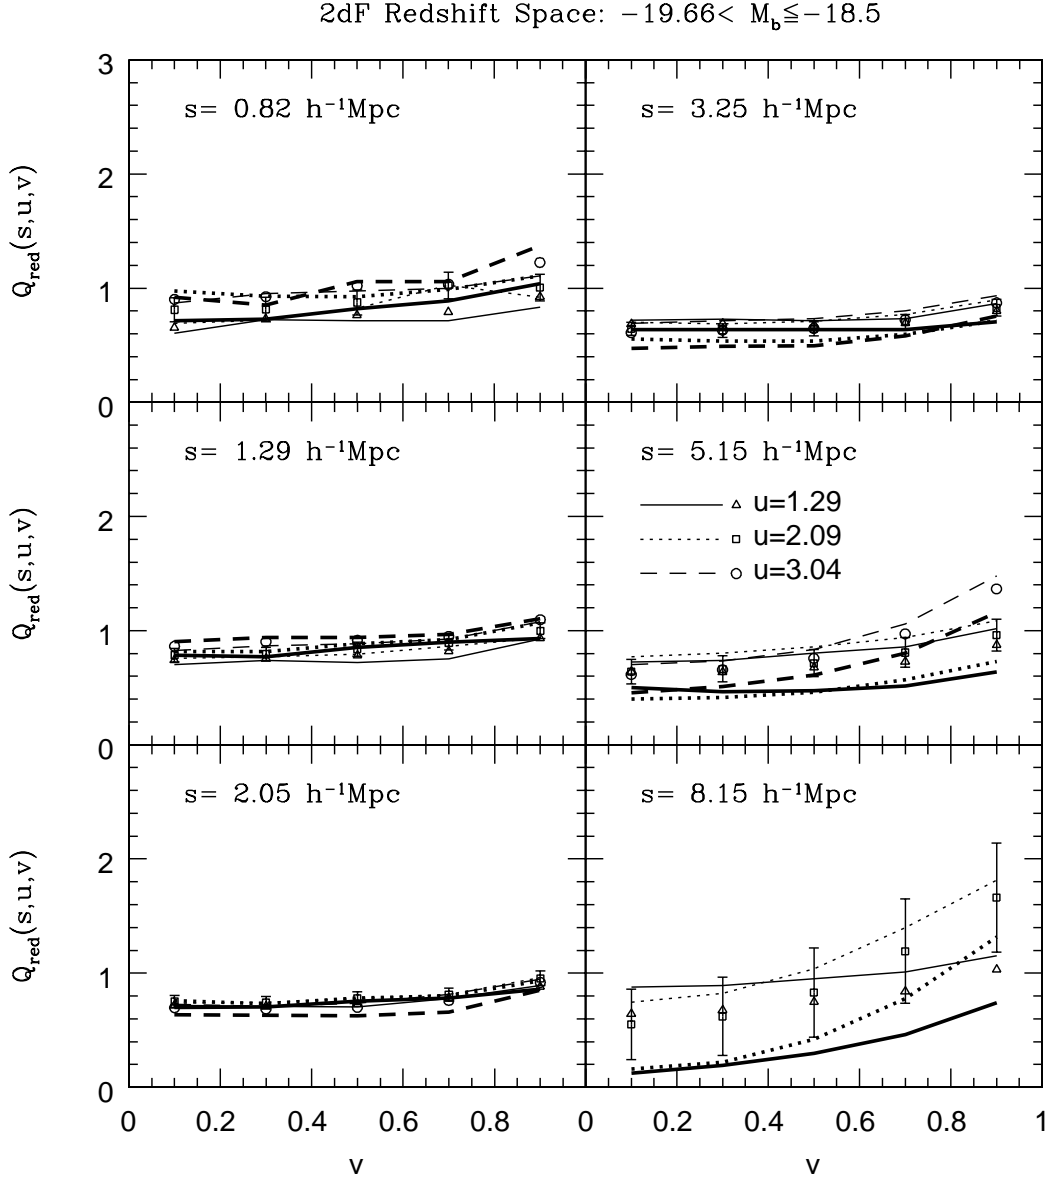 2dF Redshift Space: −19.66< M_b≦−18.5
3
2
1
0
Q_red(s,u,v)
s= 0.82 h⁻¹Mpc
s= 3.25 h⁻¹Mpc
2
1
0
Q_red(s,u,v)
s= 1.29 h⁻¹Mpc
s= 5.15 h⁻¹Mpc
u=1.29
u=2.09
u=3.04
2
1
0
Q_red(s,u,v)
s= 2.05 h⁻¹Mpc
s= 8.15 h⁻¹Mpc
0 0.2 0.4 0.6 0.8 0 0.2 0.4 0.6 0.8 1
v v